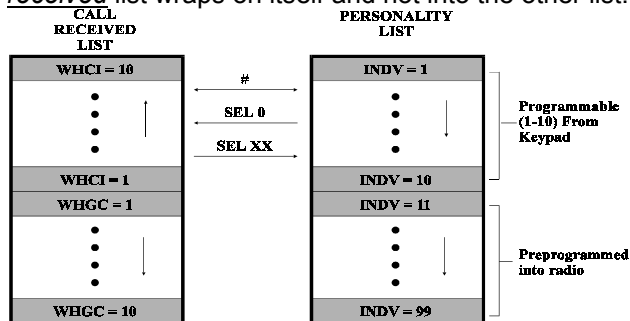 received list wraps on itself and not into the other list.
CALL
RECEIVED
LIST
PERSONALITY
LIST
WHCI = 10
INDV = 1
#
SEL 0
SEL XX
Programmable
(1-10) From
Keypad
WHCI = 1
INDV = 10
WHGC = 1
INDV = 11
Preprogrammed
into radio
WHGC = 10
INDV = 99